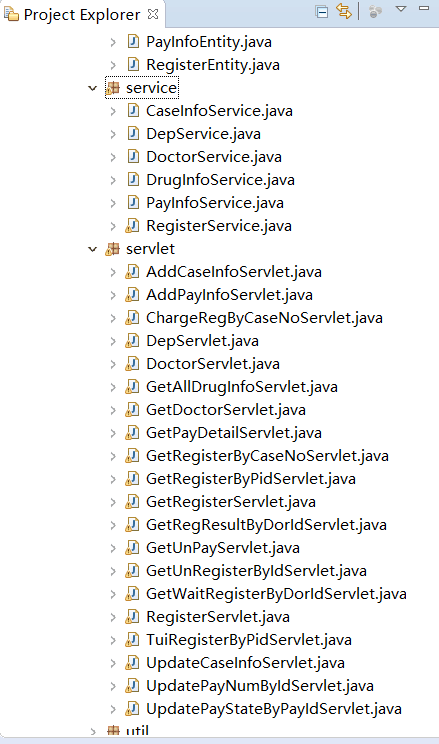 Project Explorer
PayInfoEntity.java
RegisterEntity.java
service
CaseInfoService.java
DepService.java
DoctorService.java
DrugInfoService.java
PayInfoService.java
RegisterService.java
servlet
AddCaseInfoServlet.java
AddPayInfoServlet.java
ChargeRegByCaseNoServlet.java
DepServlet.java
DoctorServlet.java
GetAllDrugInfoServlet.java
GetDoctorServlet.java
GetPayDetailServlet.java
GetRegisterByCaseNoServlet.java
GetRegisterByPidServlet.java
GetRegisterServlet.java
GetRegResultByDorIdServlet.java
GetUnPayServlet.java
GetUnRegisterByIdServlet.java
GetWaitRegisterByDorIdServlet.java
RegisterServlet.java
TuiRegisterByPidServlet.java
UpdateCaseInfoServlet.java
UpdatePayNumByIdServlet.java
UpdatePayStateByPayIdServlet.java
util